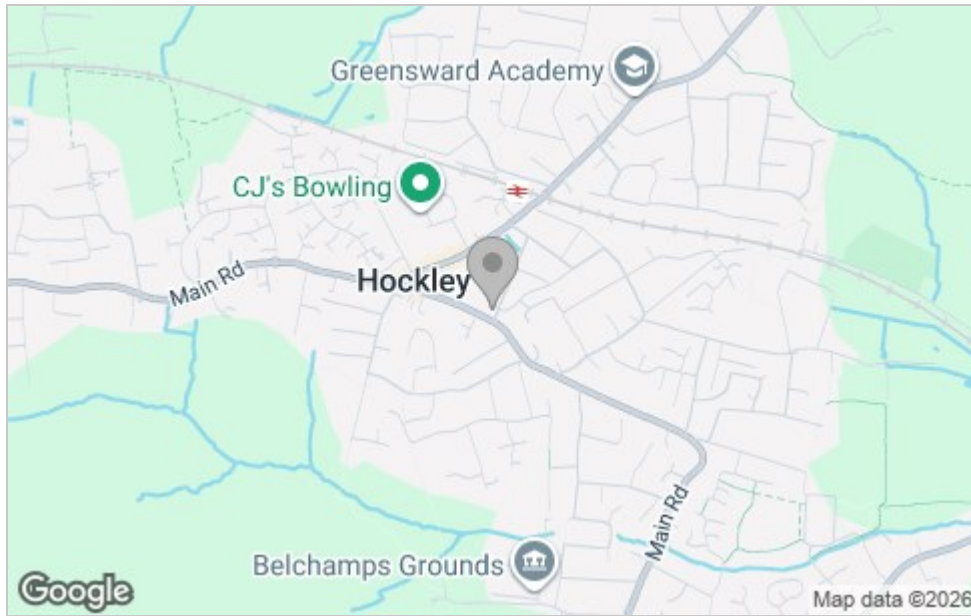 Greensward Academy
CJ's Bowling
Main Rd
Hockley
Main Rd
Belchamps Grounds
Google
Map data ©2026